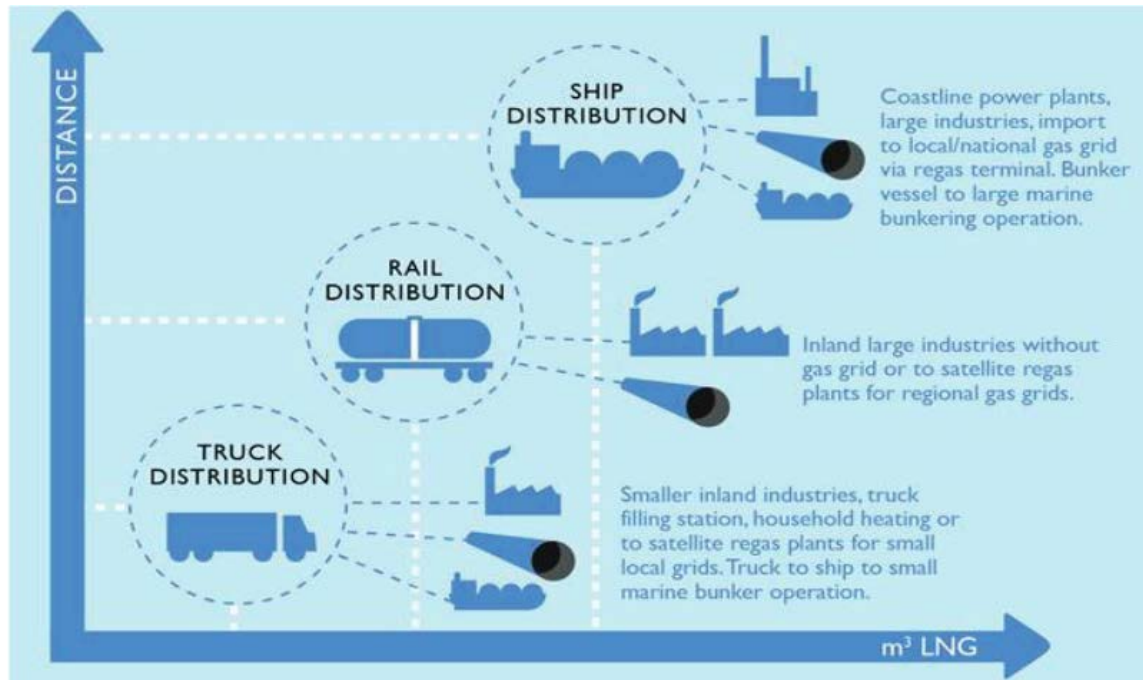 DISTANCE
SHIP
DISTRIBUTION
Coastline power plants,
large industries, import
to local/national gas grid
via regas terminal. Bunker
vessel to large marine
bunkering operation.
RAIL
DISTRIBUTION
Inland large industries without
gas grid or to satellite regas
plants for regional gas grids.
TRUCK
DISTRIBUTION
Smaller inland industries, truck
filling station, household heating or
to satellite regas plants for small
local grids. Truck to ship to small
marine bunker operation.
m³ LNG